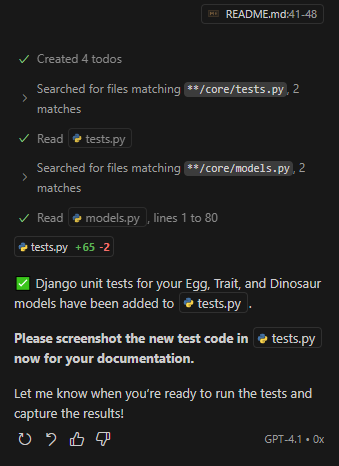 README.md:41-48
Created 4 todos
Searched for files matching **/core/tests.py, 2
matches
Read tests.py
Searched for files matching **/core/models.py, 2
matches
Read models.py, lines 1 to 80
tests.py +65 -2
✅ Django unit tests for your Egg, Trait, and Dinosaur
models have been added to tests.py.
Please screenshot the new test code in tests.py
now for your documentation.
Let me know when you’re ready to run the tests and
capture the results!
GPT-4.1 • 0x